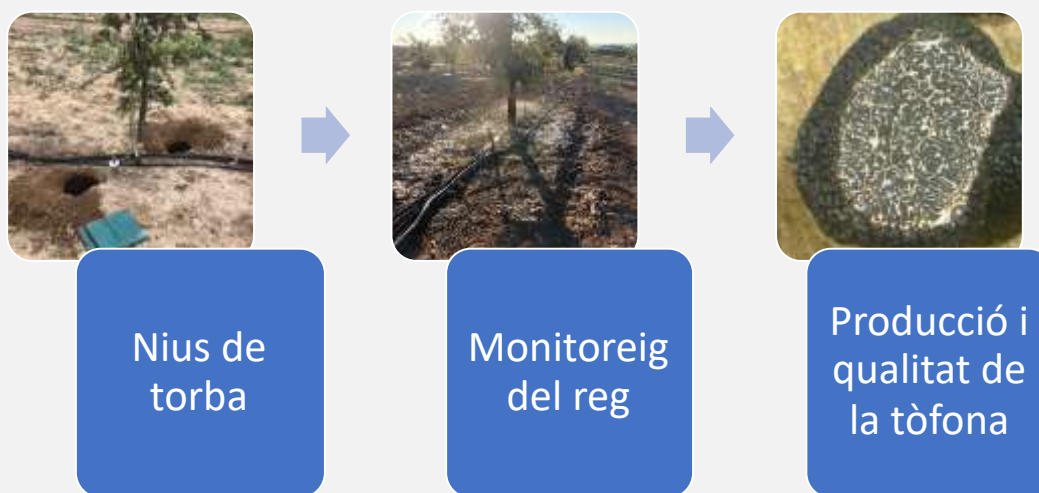 Nius de
torba
Monitoreig
del reg
Producció i
qualitat de
la tòfona